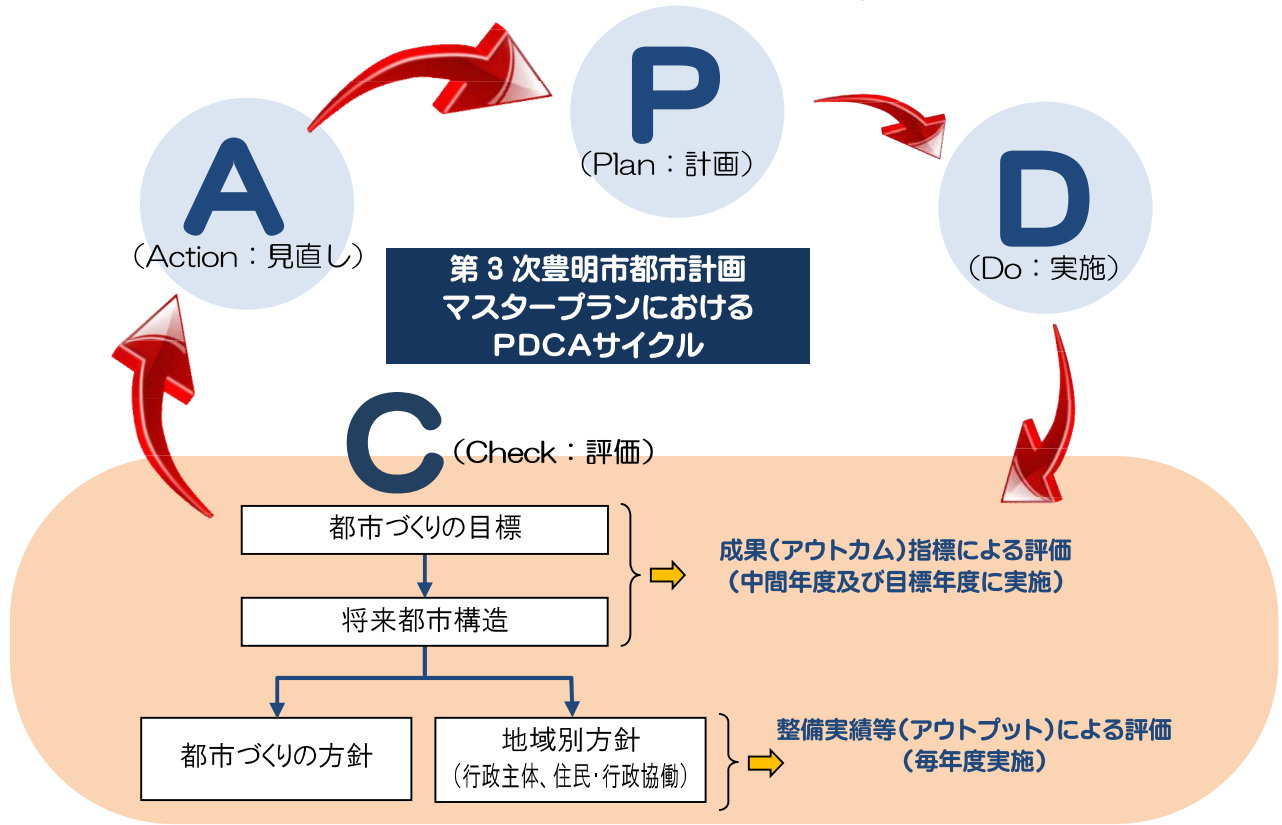 P
(Plan:計画)
A
(Action:見直し)
D
(Do:実施)
第3次豊明市都市計画
マスタープランにおける
PDCAサイクル
C
(Check:評価)
都市づくりの目標
成果(アウトカム)指標による評価
(中間年度及び目標年度に実施)
将来都市構造
都市づくりの方針
地域別方針
(行政主体、住民・行政協働)
整備実績等(アウトプット)による評価
(毎年度実施)